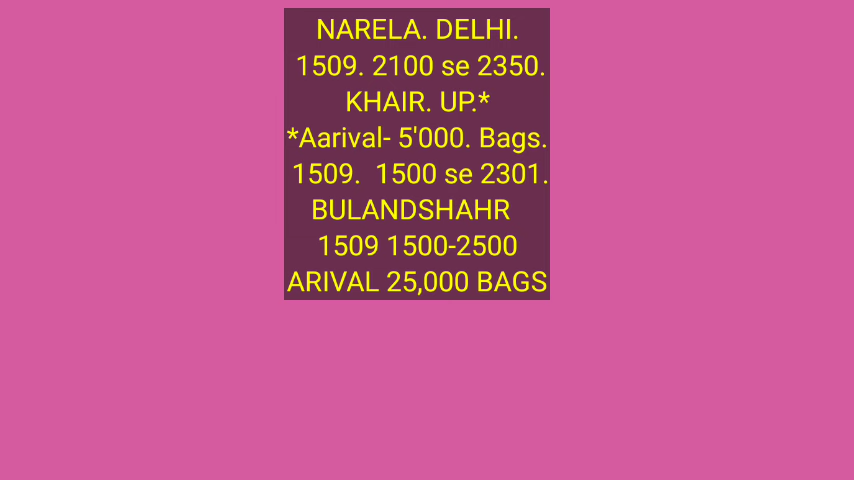 NARELA. DELHI.
1509. 2100 se 2350.
KHAIR. UP.*
*Aarival- 5'000. Bags.
1509.  1500 se 2301.
BULANDSHAHR
1509 1500-2500
ARIVAL 25,000 BAGS